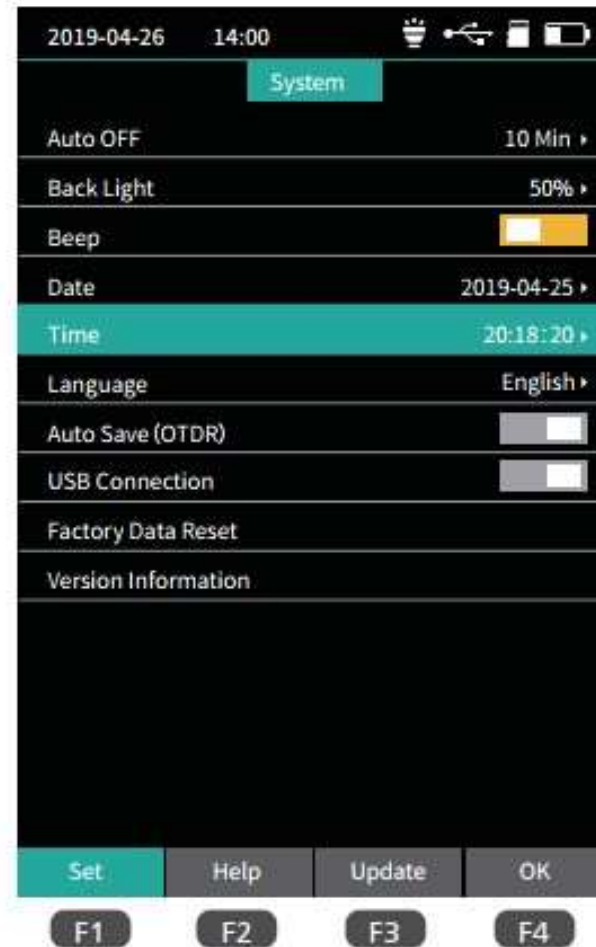 2019-04-26 14:00
System
Auto OFF 10 Min
Back Light 50%
Beep
Date 2019-04-25
Time 20:18:20
Language English
Auto Save (OTDR)
USB Connection
Factory Data Reset
Version Information
Set Help Update OK
F1 F2 F3 F4